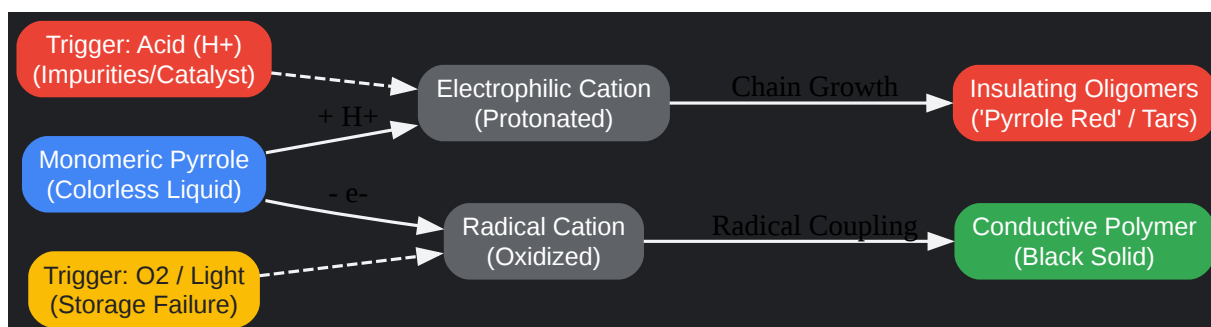 Trigger: Acid (H+)
(Impurities/Catalyst)
Electrophilic Cation
(Protonated)
Chain Growth
Insulating Oligomers
('Pyrrole Red' / Tars)
+ H+
Monomeric Pyrrole
(Colorless Liquid)
- e-
Radical Cation
(Oxidized)
Radical Coupling
Conductive Polymer
(Black Solid)
Trigger: O2 / Light
(Storage Failure)